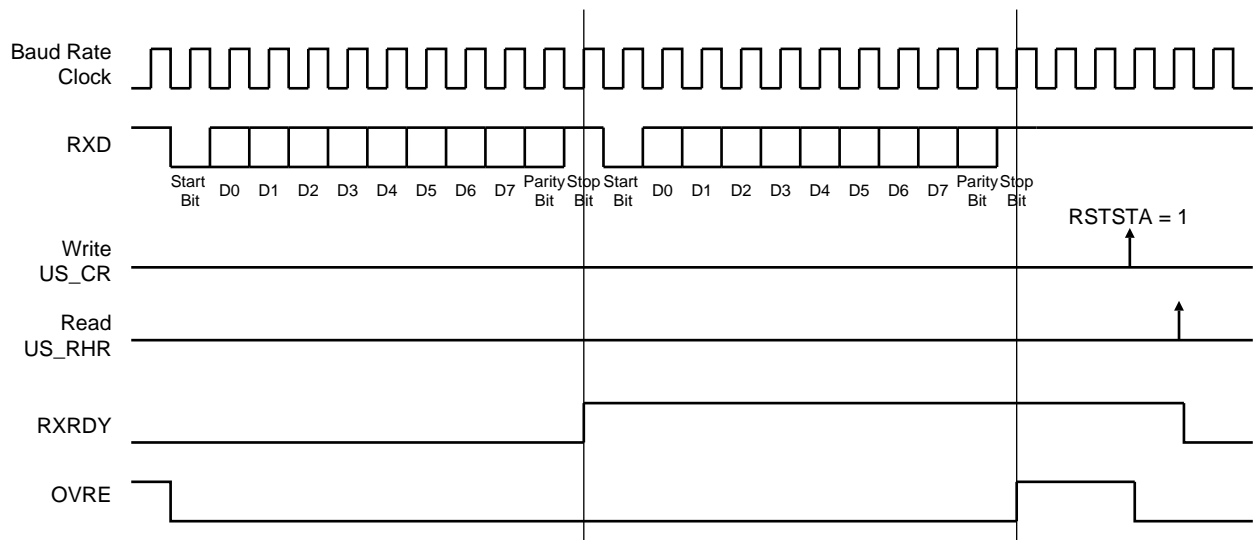 Baud Rate
Clock
RXD
Start
Bit
D0 D1 D2 D3 D4 D5 D6 D7
Parity
Bit
Stop
Bit
Start
Bit
D0 D1 D2 D3 D4 D5 D6 D7
Parity
Bit
Stop
Bit
RSTSTA = 1
Write
US_CR
Read
US_RHR
RXRDY
OVRE